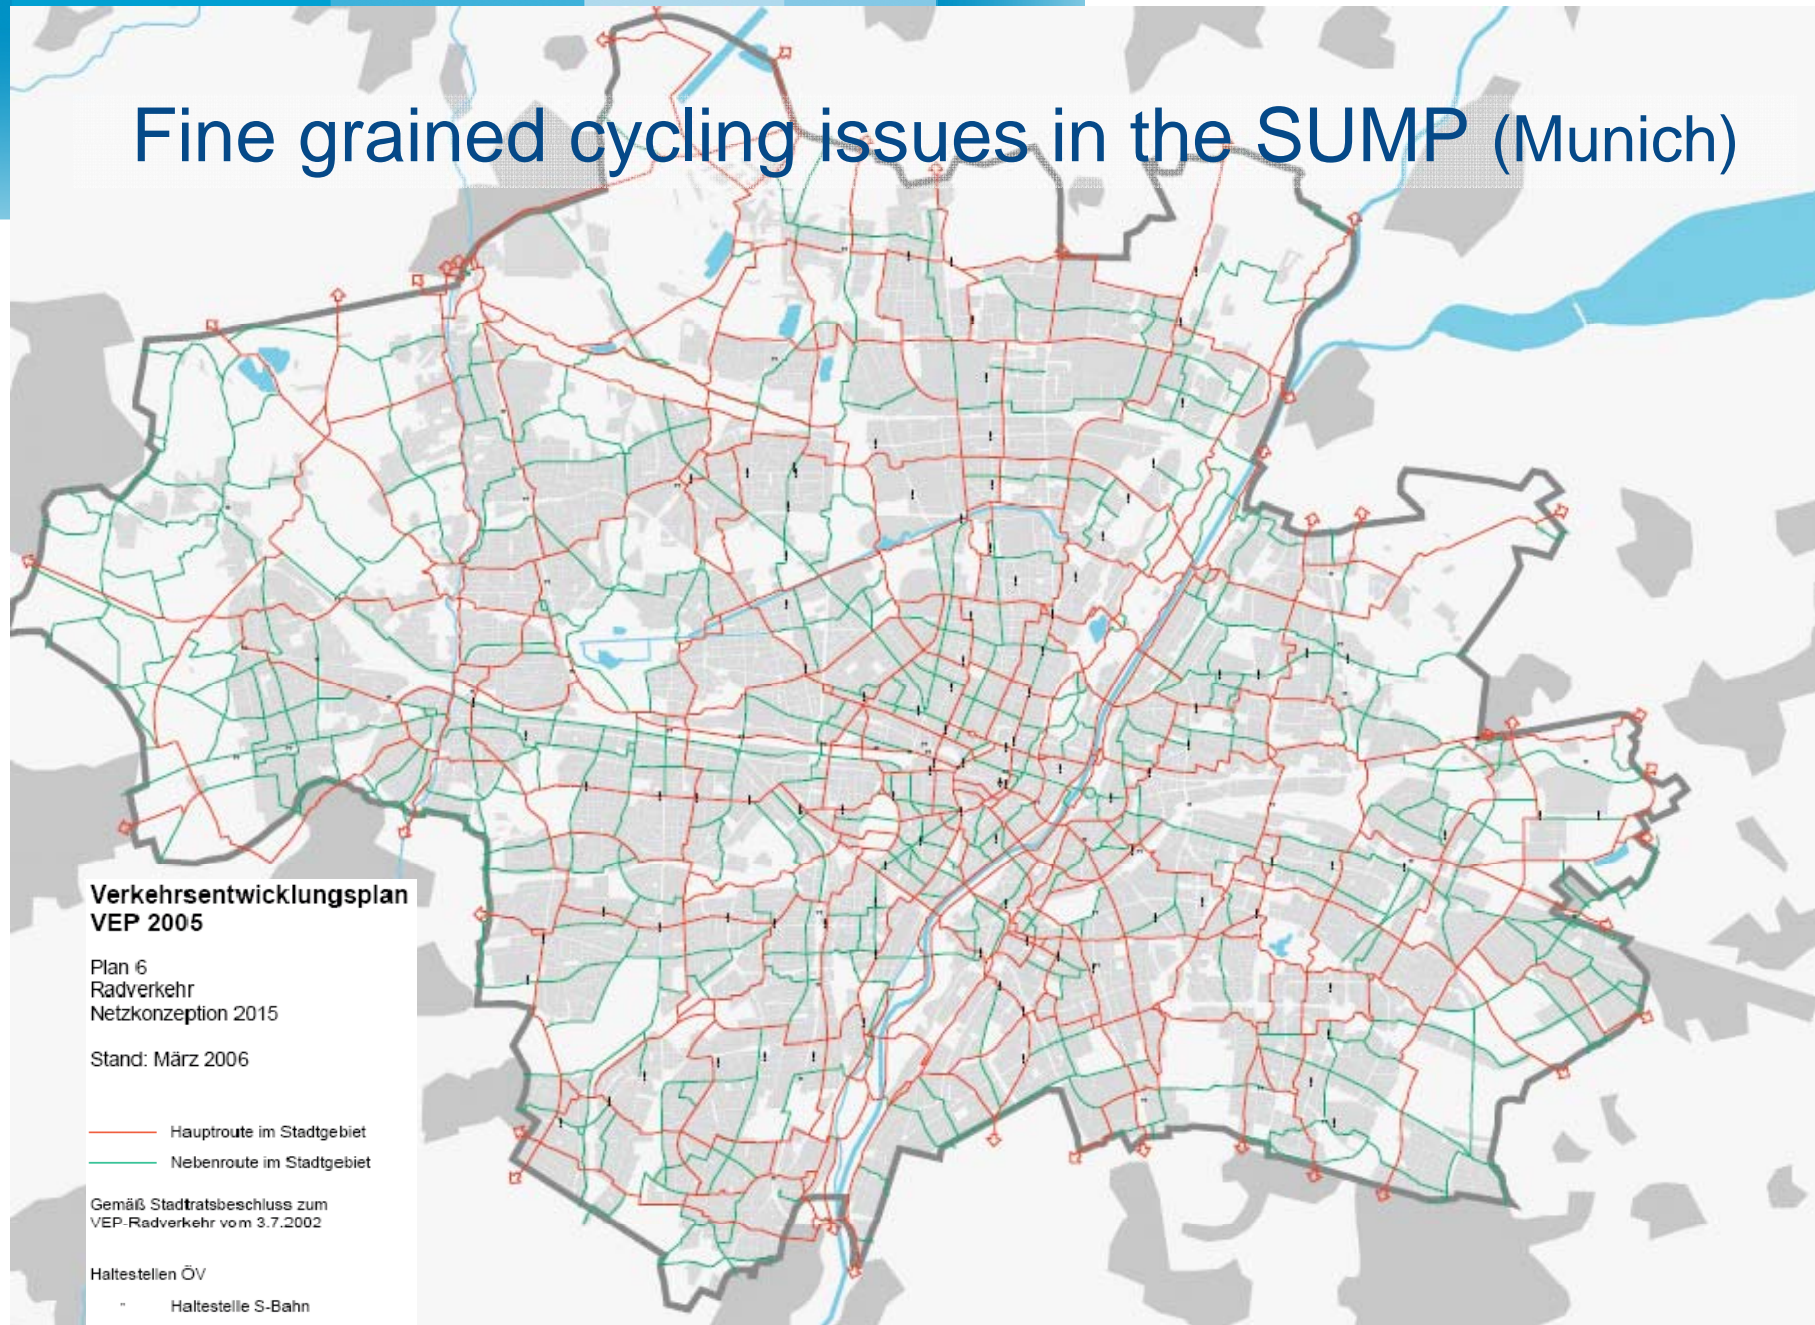 Fine grained cycling issues in the SUMP (Munich)
Verkehrsentwicklungsplan
VEP 2005
Plan 6
Radverkehr
Netzkonzeption 2015
Stand: März 2006
Hauptroute im Stadtgebiet
Nebenroute im Stadtgebiet
Gemäß Stadtratsbeschluss zum
VEP-Radverkehr vom 3.7.2002
Haltestellen ÖV
Haltestelle S-Bahn